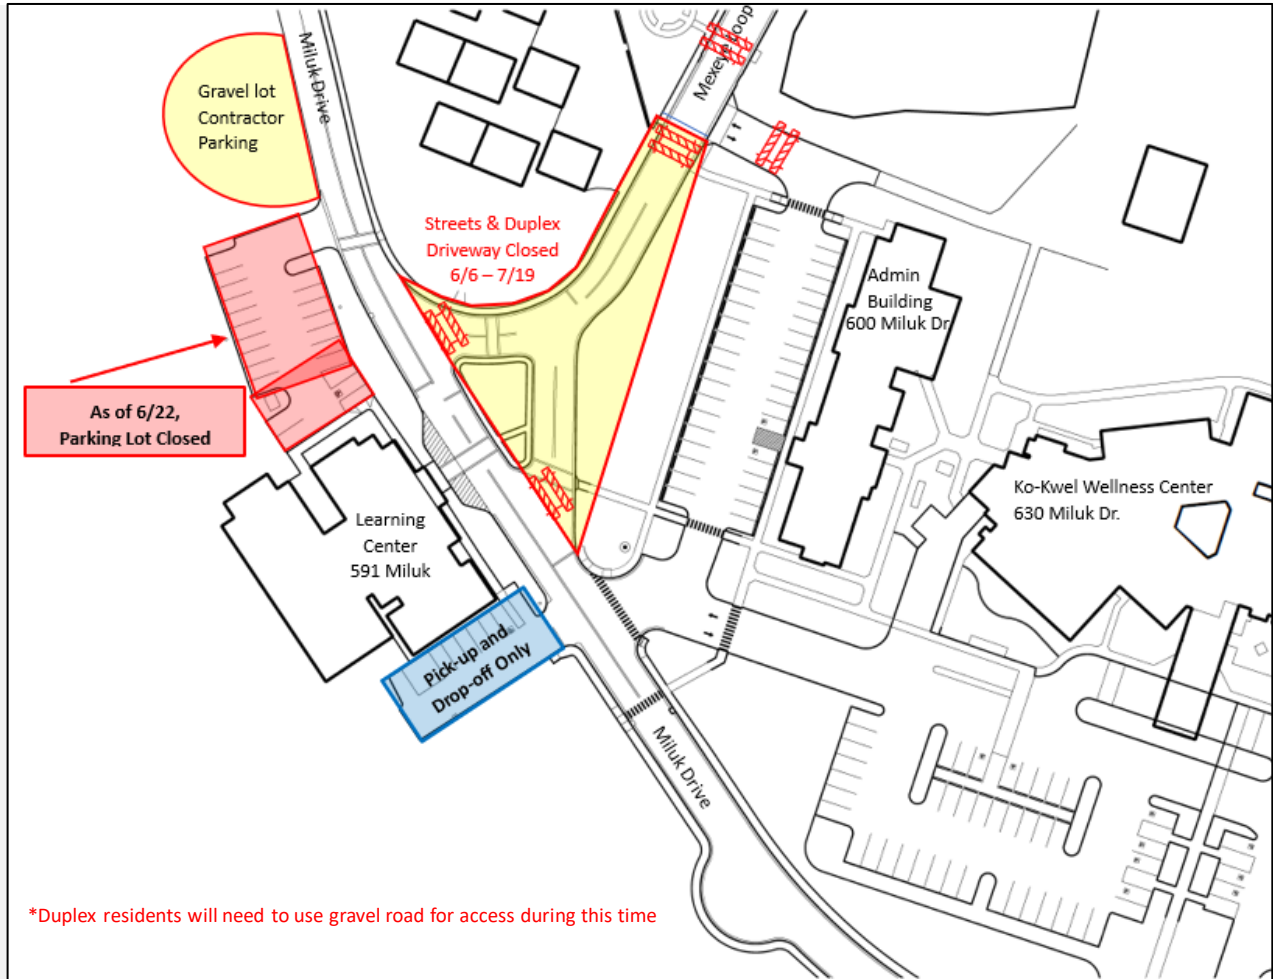 Miluk Drive
Mexeye Loop
Gravel lot
Contractor
Parking
Streets & Duplex
Driveway Closed
6/6 – 7/19
Admin
Building
600 Miluk Dr
As of 6/22,
Parking Lot Closed
Ko-Kwel Wellness Center
630 Miluk Dr.
Learning
Center
591 Miluk
Pick-up and
Drop-off Only
Miluk Drive
*Duplex residents will need to use gravel road for access during this time